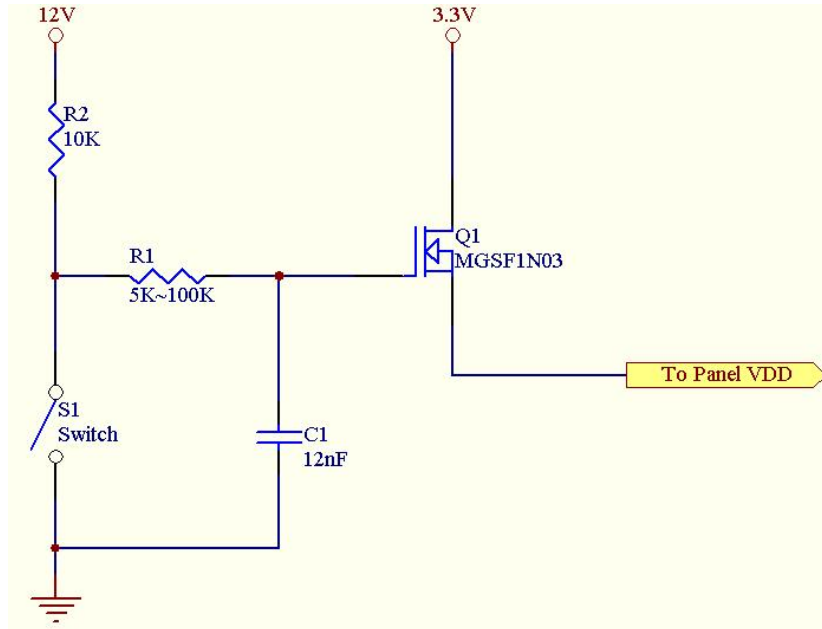 12V
3.3V
R2
10K
Q1
MGSF1N03
R1
5K~100K
To Panel VDD
S1
Switch
C1
12nF